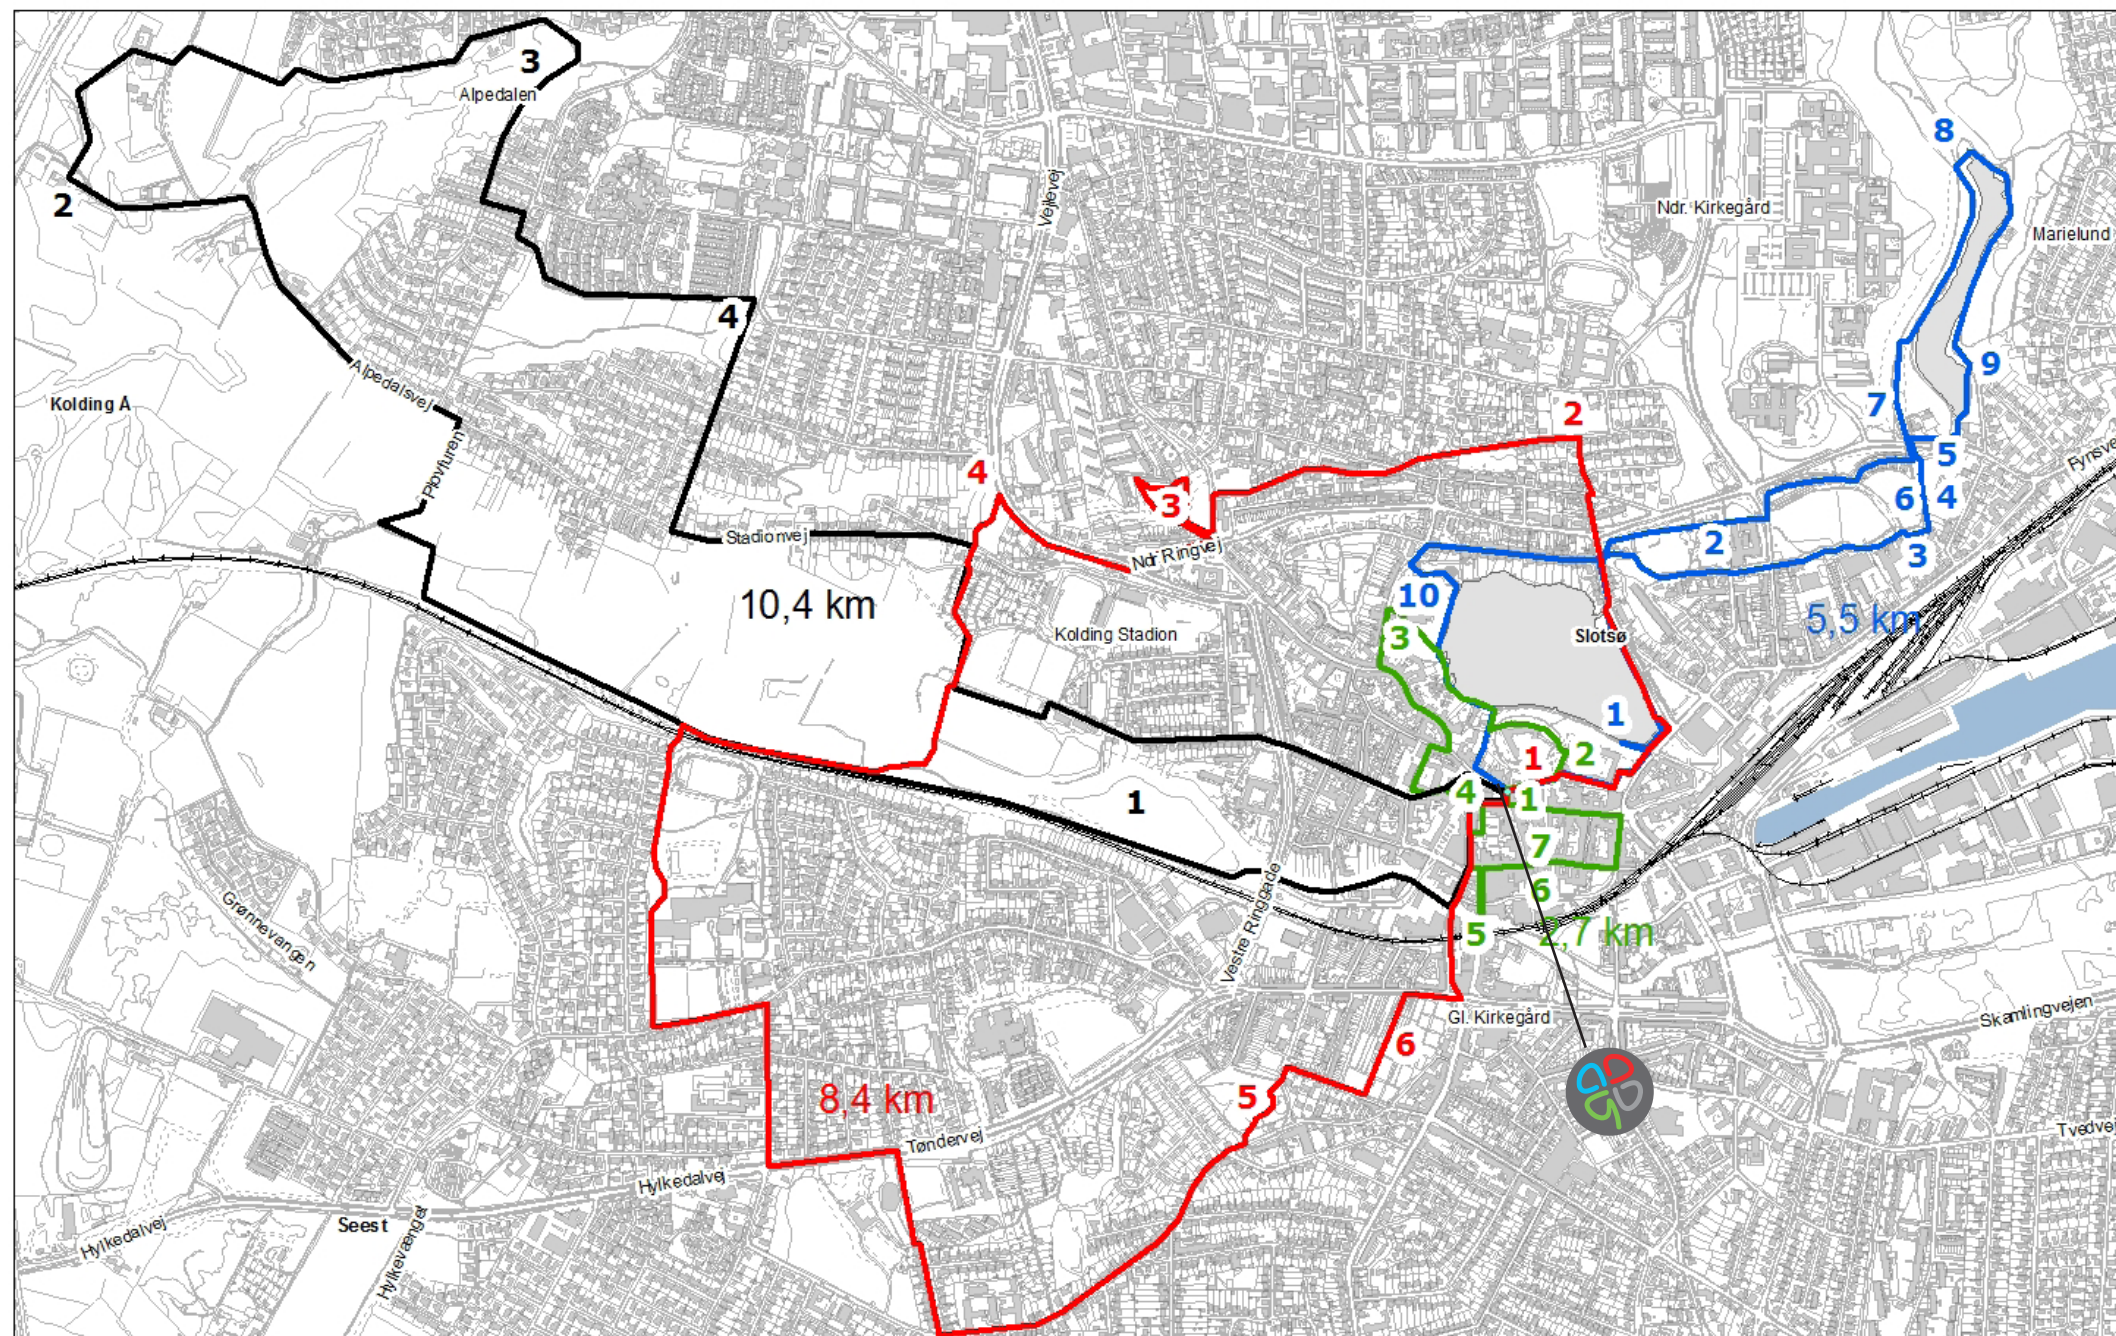 3
Alpedalen
8
2
Vejlevej
Ndr. Kirkegård
Marielund
4
9
Alpedalsvej
Kolding Å
7
2
Pipvfuren
Fynsve
4
3
5
6
4
Stadionvej
Ndr Ringvej
2
3
10,4 km
10
5,5 km
Kolding Stadion
3
Slotsø
1
1
2
1
4
1
7
6
Vestre Ringgade
5
2,7 km
Grønnevangen
Skamlingvejen
Gl. Kirkegård
6
8,4 km
5
Tøndervej
Tvedvej
Hylkedalvej
Seest
Hylkedalvej
Hylkevænget